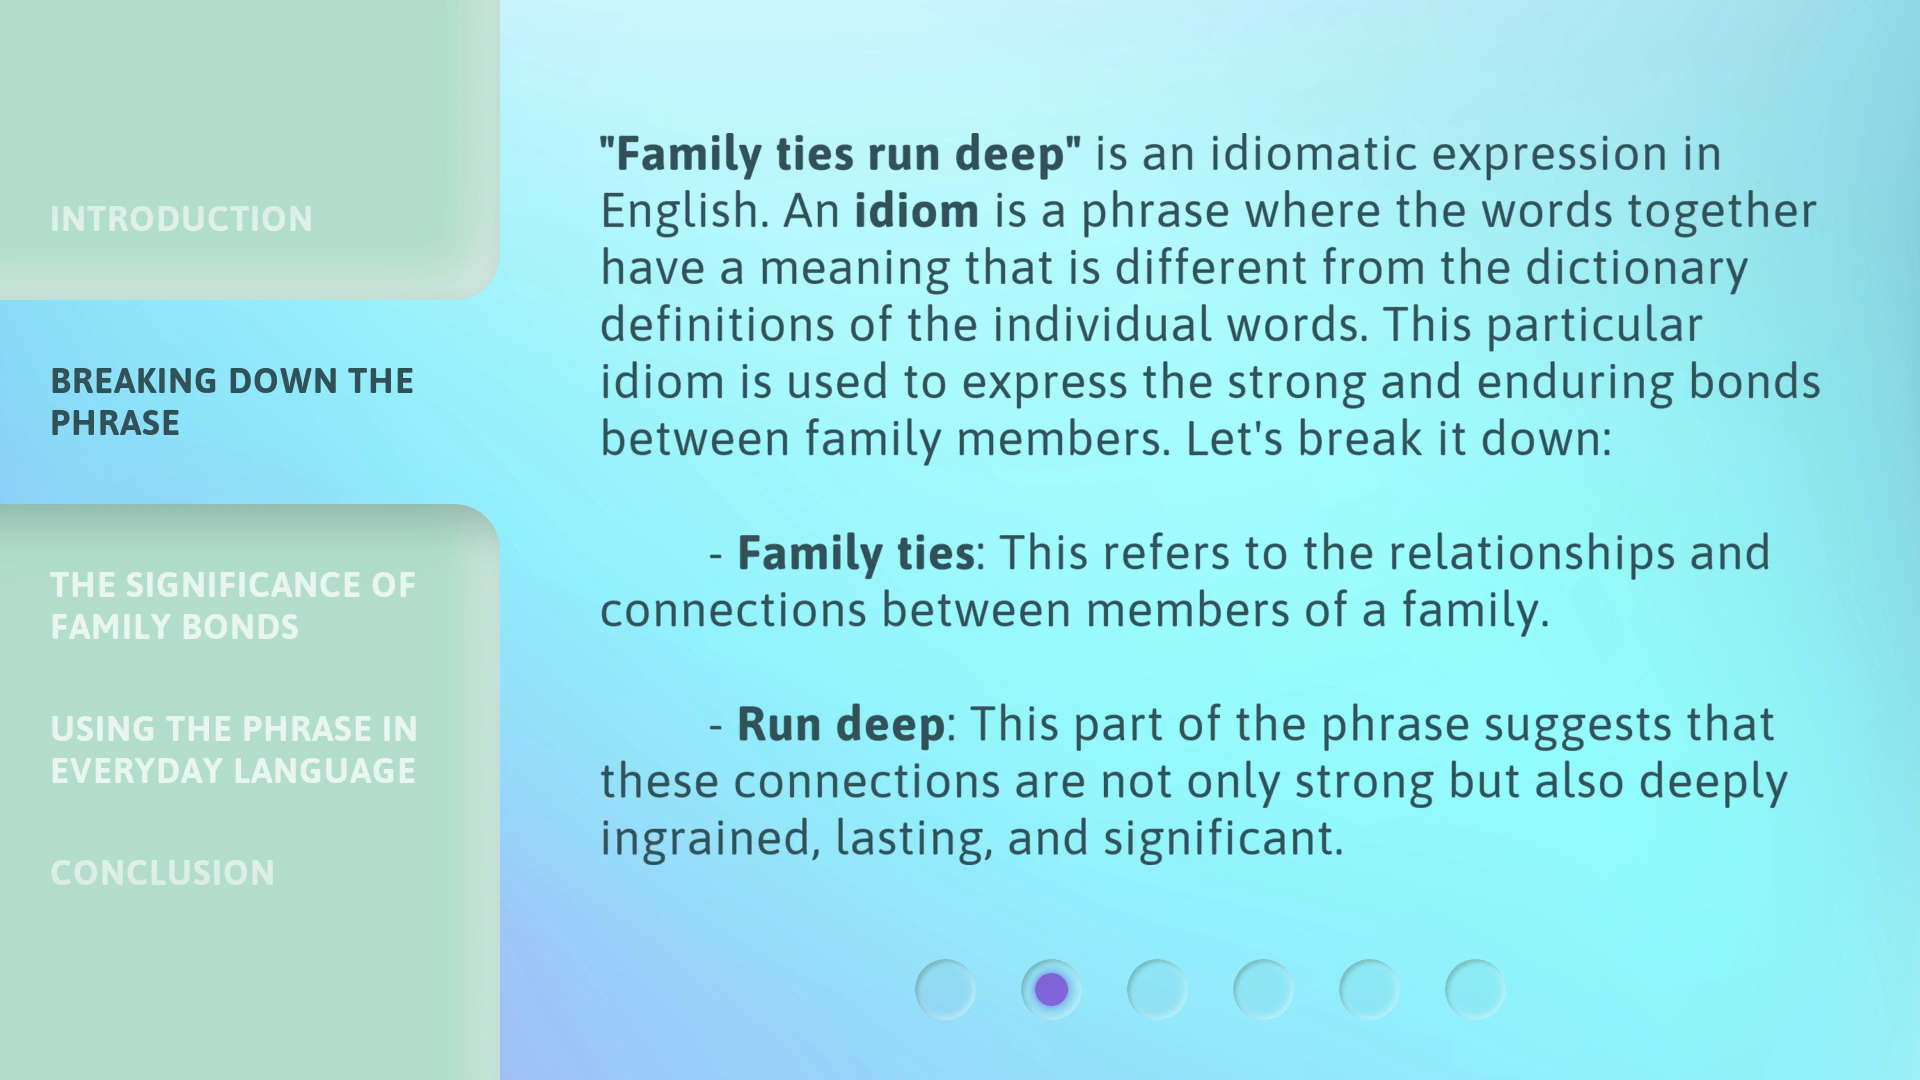 INTRODUCTION
BREAKING DOWN THE
PHRASE
THE SIGNIFICANCE OF
FAMILY BONDS
USING THE PHRASE IN
EVERYDAY LANGUAGE
CONCLUSION
"Family ties run deep" is an idiomatic expression in
English. An idiom is a phrase where the words together
have a meaning that is different from the dictionary
definitions of the individual words. This particular
idiom is used to express the strong and enduring bonds
between family members. Let's break it down:
- Family ties: This refers to the relationships and
connections between members of a family.
- Run deep: This part of the phrase suggests that
these connections are not only strong but also deeply
ingrained, lasting, and significant.